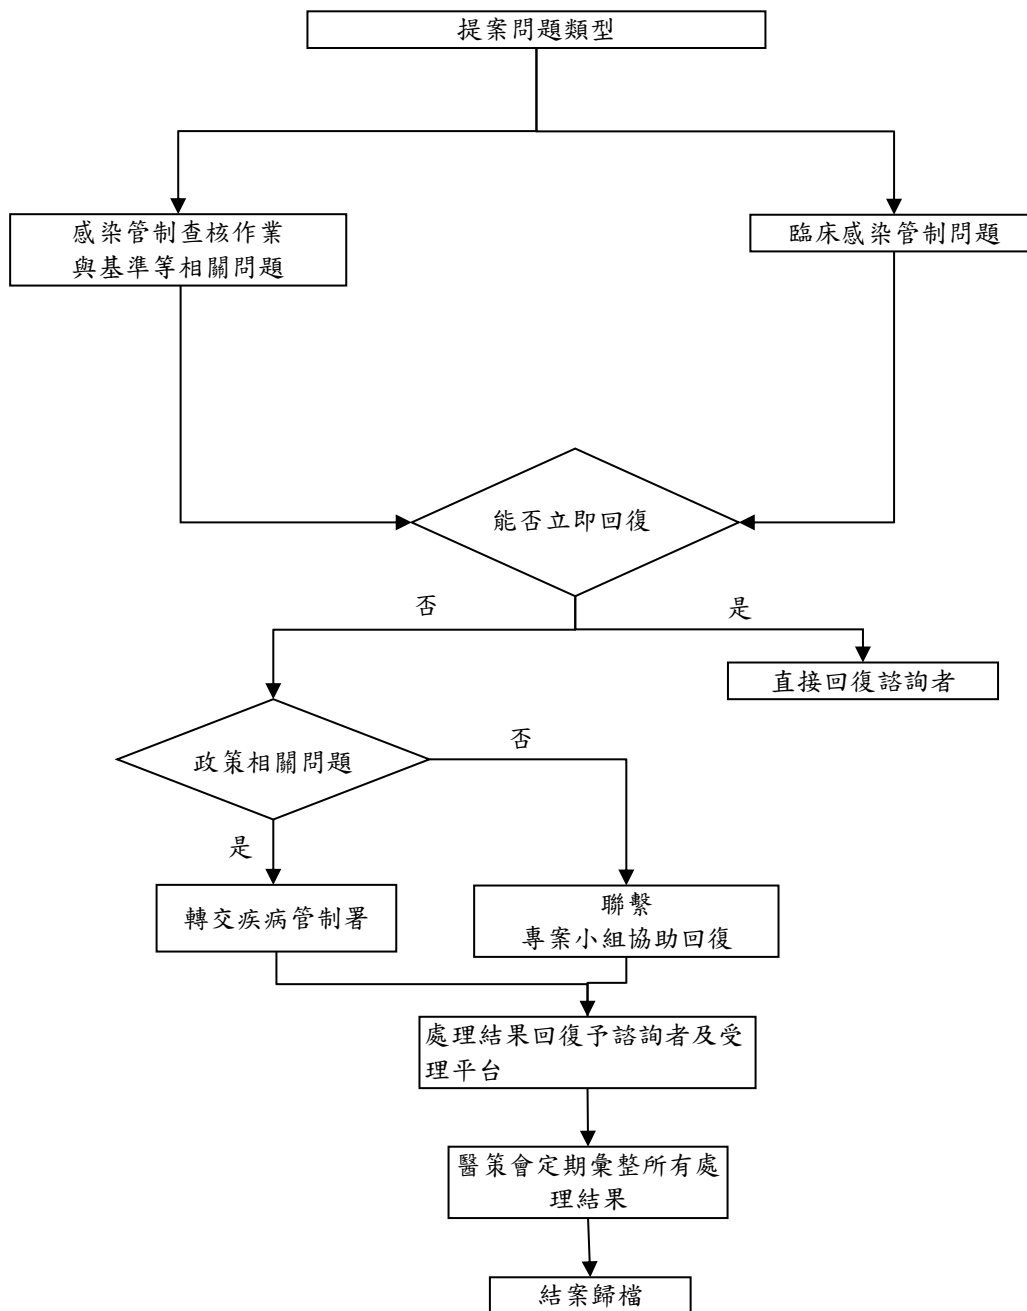 提案問題類型
感染管制查核作業
與基準等相關問題
臨床感染管制問題
能否立即回復
否
是
直接回復諮詢者
政策相關問題
否
是
轉交疾病管制署
聯繫
專案小組協助回復
處理結果回復予諮詢者及受
理平台
醫策會定期彙整所有處
理結果
結案歸檔